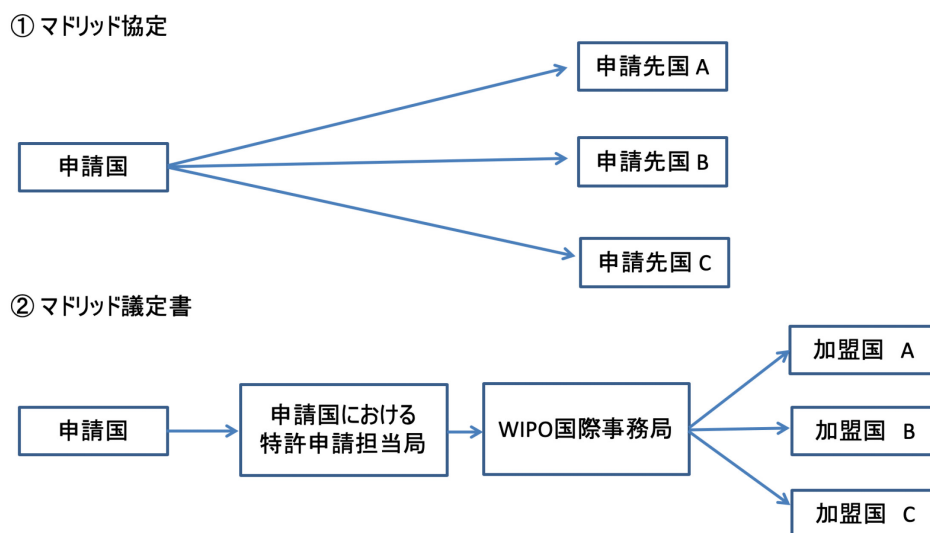 ① マドリッド協定
申請先国 A
申請国
申請先国 B
申請先国 C
② マドリッド議定書
加盟国 A
申請国
申請国における
特許申請担当局
WIPO国際事務局
加盟国 B
加盟国 C